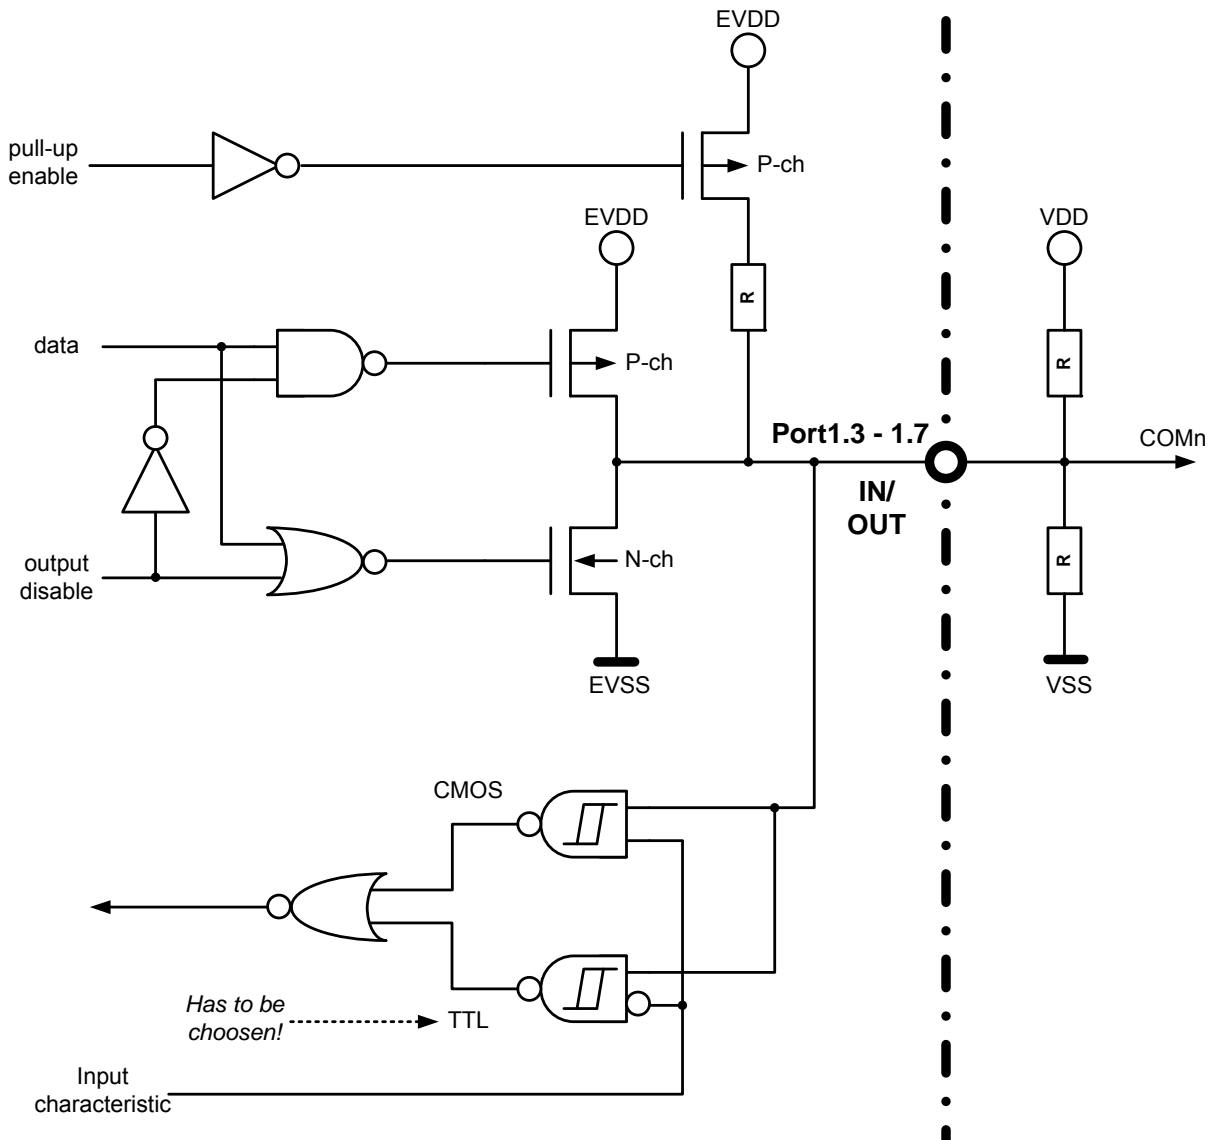 EVDD
pull-up
enable
P-ch
EVDD
VDD
R
data
P-ch
R
Port1.3 - 1.7
COMn
IN/
OUT
output
disable
N-ch
R
EVSS
VSS
CMOS
Has to be
choosen!
TTL
Input
characteristic